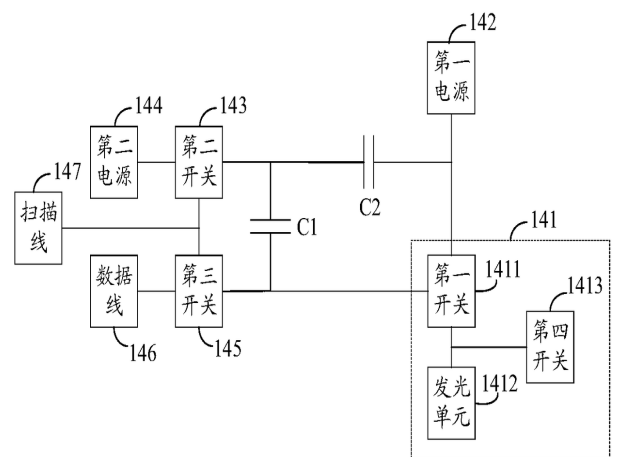 142
第一
电源
144
143
第二
电源
第二
开关
147
扫描
线
C2
C1
141
数据
线
第三
开关
第一
开关
1411
1413
第四
开关
146
145
发光
单元
1412